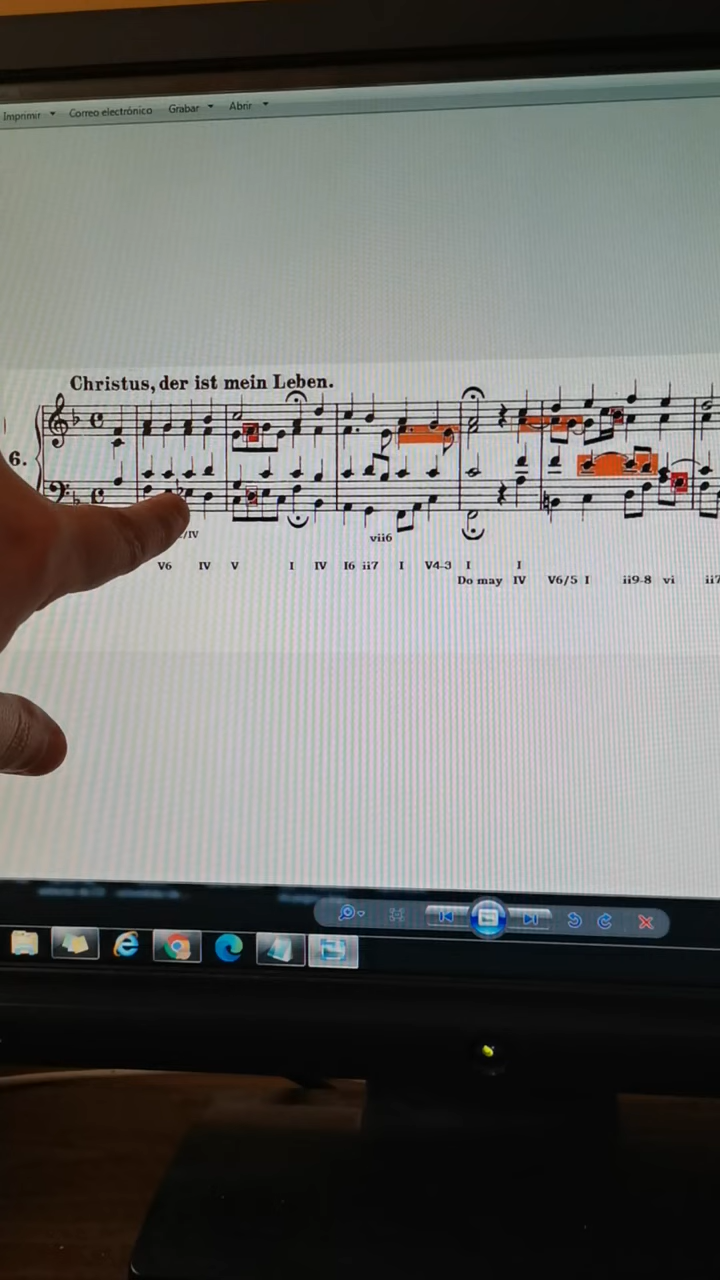 Imprimir Correo electrónico Grabar Abrir
Christus, der ist mein Leben.
6.
/IV vii6
V6 IV V I IV I6 ii7 I V4-3 I I
Do may IV V6/5 I ii9-8 vi ii7